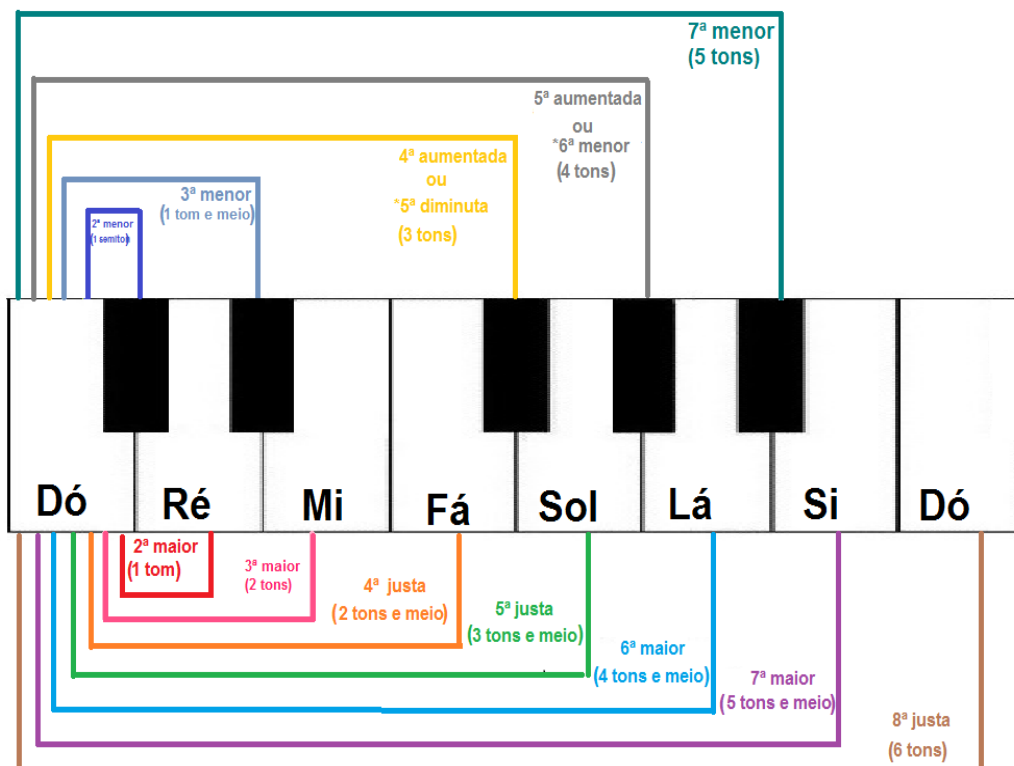 7ª menor
(5 tons)
5ª aumentada
ou
*6ª menor
(4 tons)
4ª aumentada
ou
*5ª diminuta
(3 tons)
3ª menor
(1 tom e meio)
2ª menor
(1 semiton)
Dó Ré Mi Fá Sol Lá Si Dó
2ª maior
(1 tom)
3ª maior
(2 tons)
4ª justa
(2 tons e meio)
5ª justa
(3 tons e meio)
6ª maior
(4 tons e meio)
7ª maior
(5 tons e meio)
8ª justa
(6 tons)